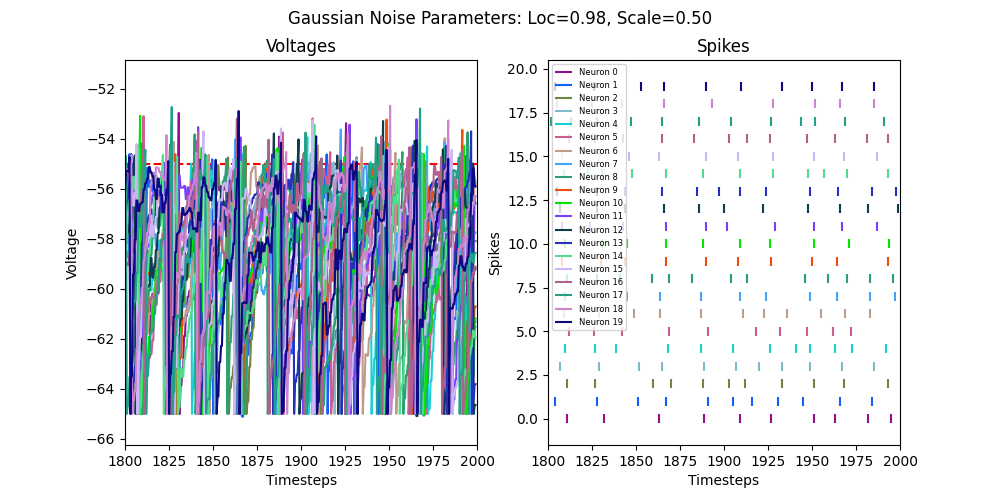 Gaussian Noise Parameters: Loc=0.98, Scale=0.50
Voltages
Voltage
−52
−54
−56
−58
−60
−62
−64
−66
1800
1825
1850
1875
1900
1925
1950
1975
2000
Timesteps
Spikes
Spikes
20.0
17.5
15.0
12.5
10.0
7.5
5.0
2.5
0.0
Neuron 0
Neuron 1
Neuron 2
Neuron 3
Neuron 4
Neuron 5
Neuron 6
Neuron 7
Neuron 8
Neuron 9
Neuron 10
Neuron 11
Neuron 12
Neuron 13
Neuron 14
Neuron 15
Neuron 16
Neuron 17
Neuron 18
Neuron 19
1800
1825
1850
1875
1900
1925
1950
1975
2000
Timesteps